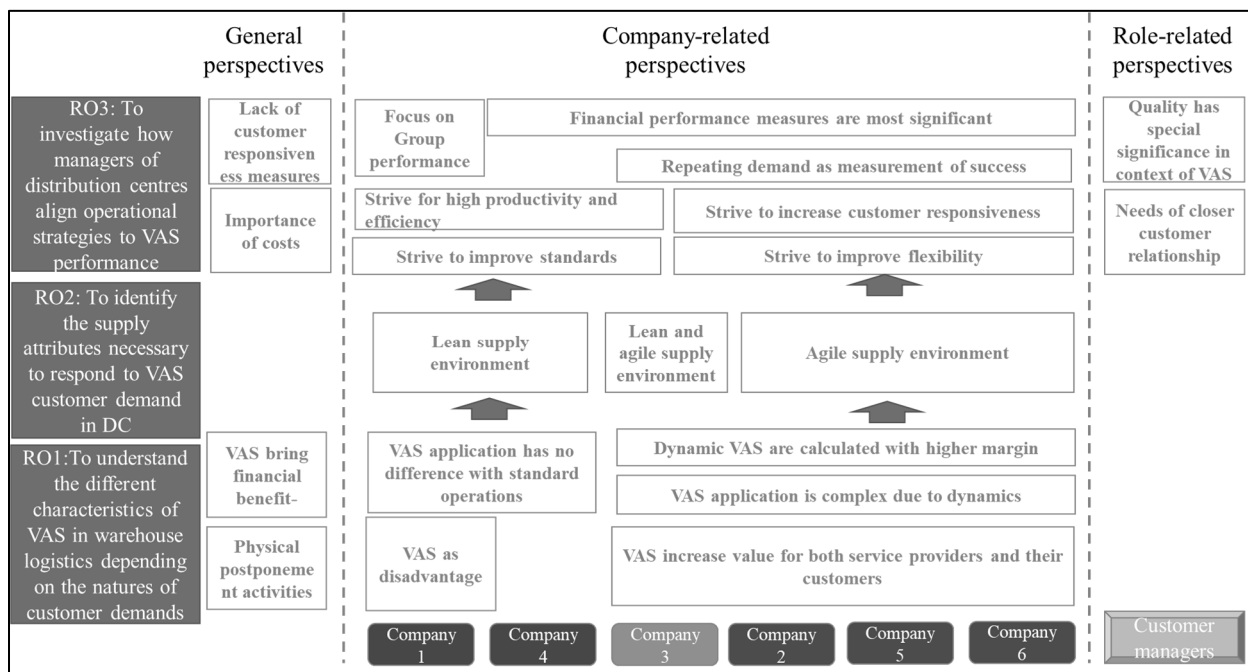 General
perspectives
Company-related
perspectives
Role-related
perspectives
RO3: To
investigate how
managers of
distribution centres
align operational
strategies to VAS
performance
Lack of
customer
responsiven
ess measures
Importance
of costs
Focus on
Group
performance
Financial performance measures are most significant
Repeating demand as measurement of success
Strive for high productivity and
efficiency
Strive to increase customer responsiveness
Strive to improve standards
Strive to improve flexibility
Quality has
special
significance in
context of VAS
Needs of closer
customer
relationship
RO2: To identify
the supply
attributes necessary
to respond to VAS
customer demand
in DC
Lean supply
environment
Lean and
agile supply
environment
Agile supply environment
RO1:To understand
the different
characteristics of
VAS in warehouse
logistics depending
on the natures of
customer demands
VAS bring
financial
benefit-
Physical
postponeme
nt activities
VAS application has no
difference with standard
operations
Dynamic VAS are calculated with higher margin
VAS application is complex due to dynamics
VAS as
disadvantage
VAS increase value for both service providers and their
customers
Company
1
Company
4
Company
3
Company
2
Company
5
Company
6
Customer
managers